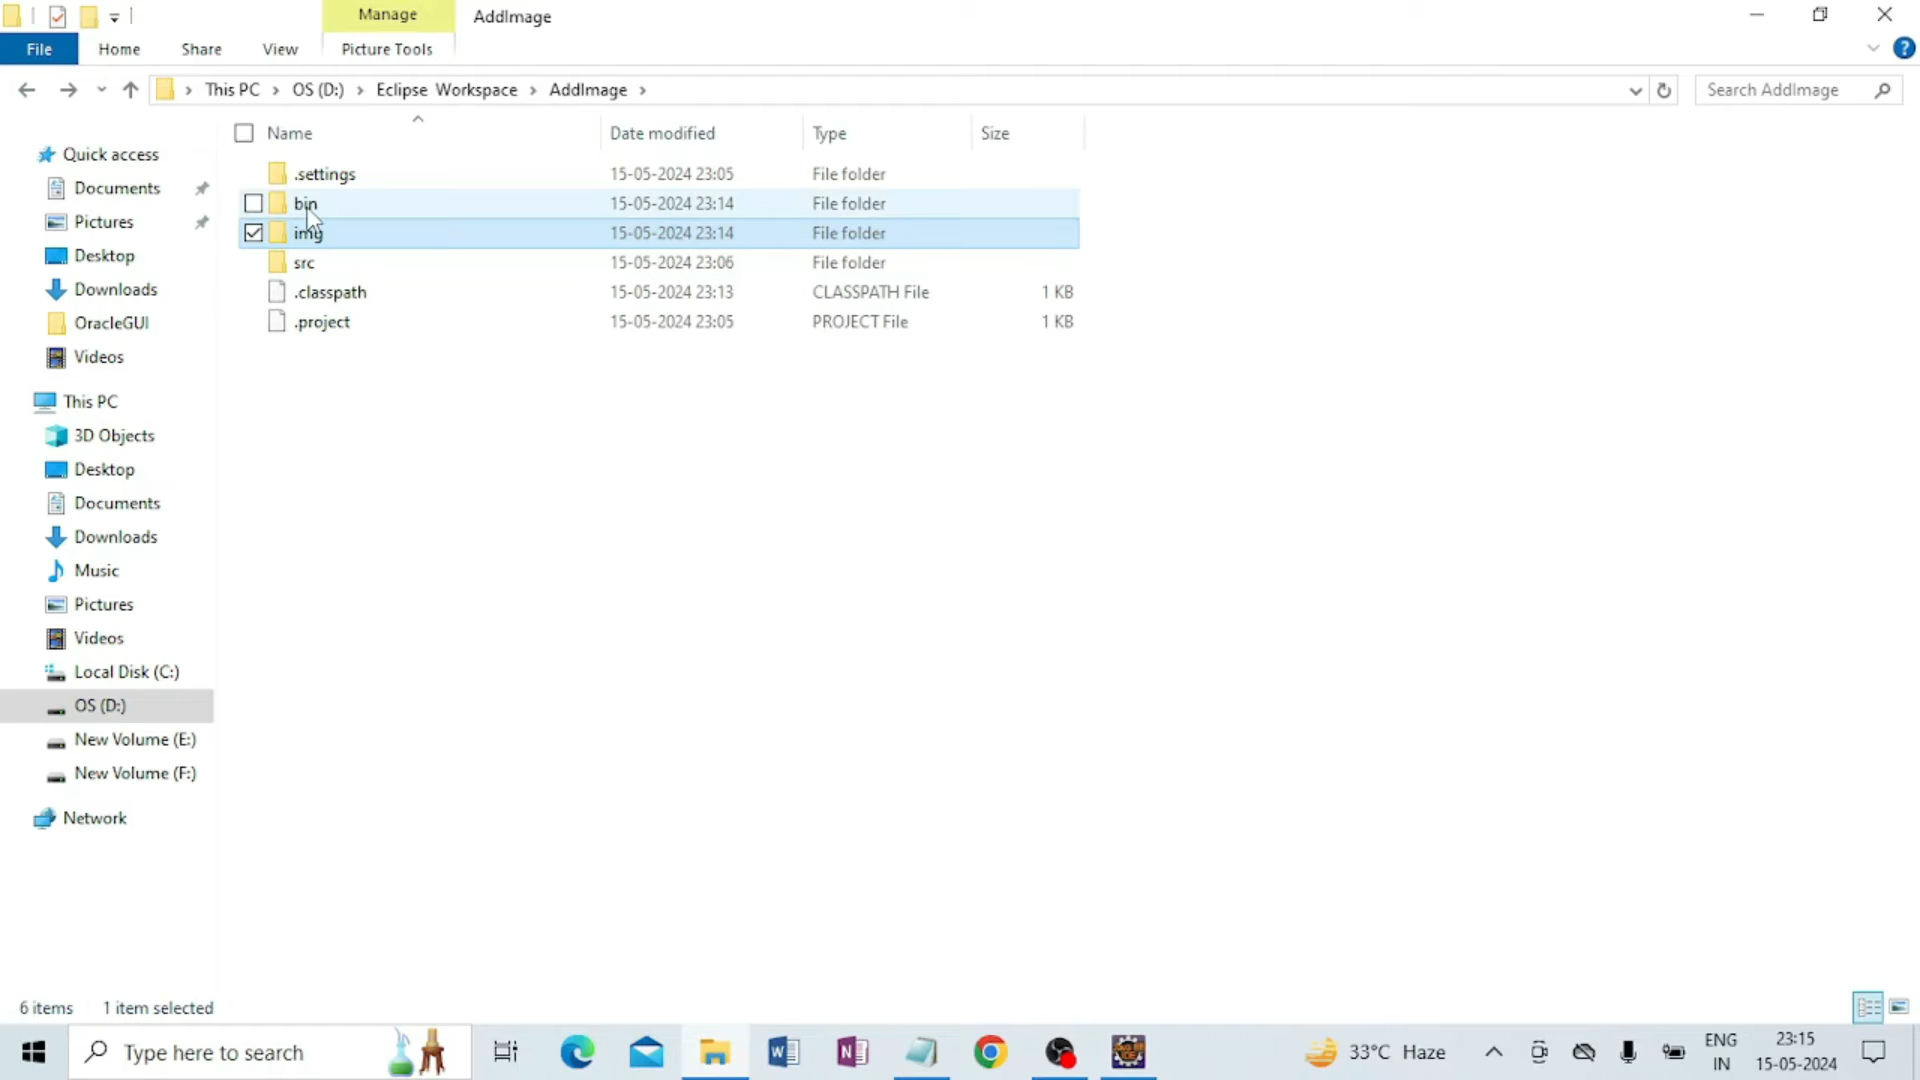 Manage
AddImage
File
Home
Share
View
Picture Tools
This PC
OS (D:)
Eclipse Workspace
AddImage
Search AddImage
Name
Date modified
Type
Size
.settings 15-05-2024 23:05 File folder
bin 15-05-2024 23:14 File folder
img 15-05-2024 23:14 File folder
src 15-05-2024 23:06 File folder
.classpath 15-05-2024 23:13 CLASSPATH File 1 KB
.project 15-05-2024 23:05 PROJECT File 1 KB
Quick access
Documents
Pictures
Desktop
Downloads
OracleGUI
Videos
This PC
3D Objects
Desktop
Documents
Downloads
Music
Pictures
Videos
Local Disk (C:)
OS (D:)
New Volume (E:)
New Volume (F:)
Network
6 items
1 item selected
Type here to search
33°C Haze
ENG
IN
23:15
15-05-2024